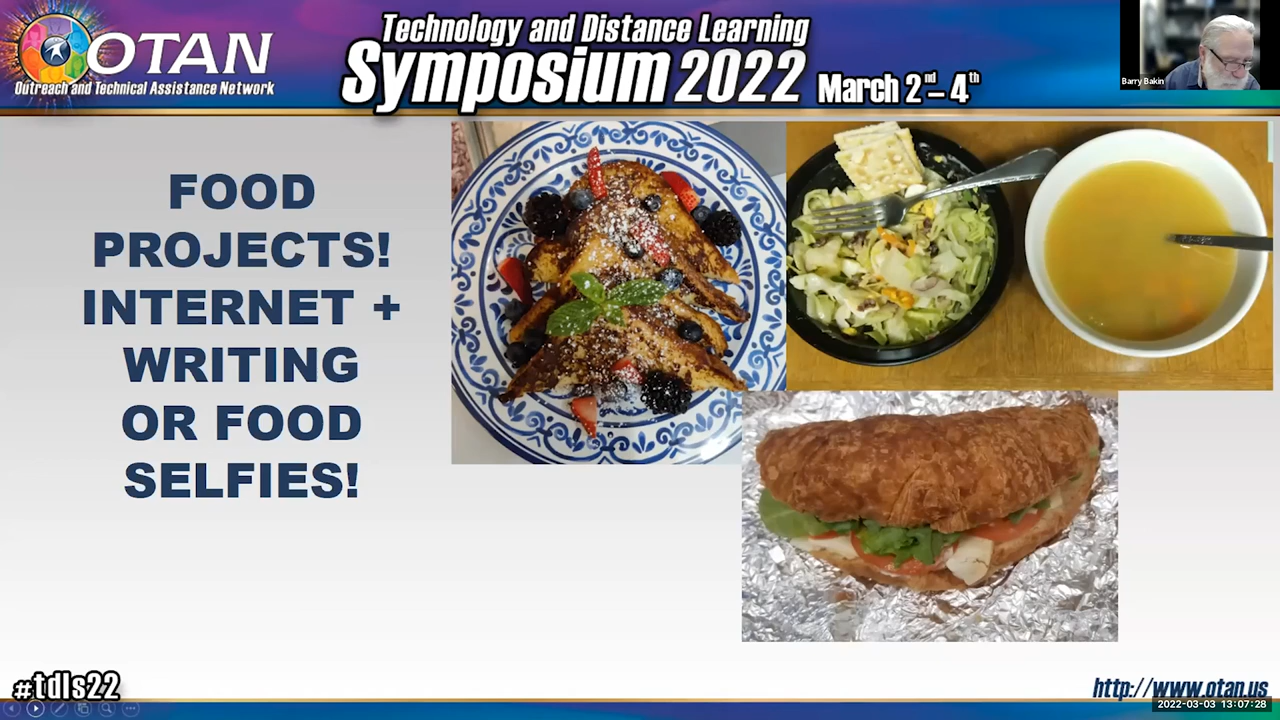 OTAN
Outreach and Technical Assistance Network
Technology and Distance Learning
Symposium 2022 March 2nd – 4th
Barry Bakin
FOOD
PROJECTS!
INTERNET +
WRITING
OR FOOD
SELFIES!
#tdls22
http://www.otan.us
2022-03-03 13:07:28